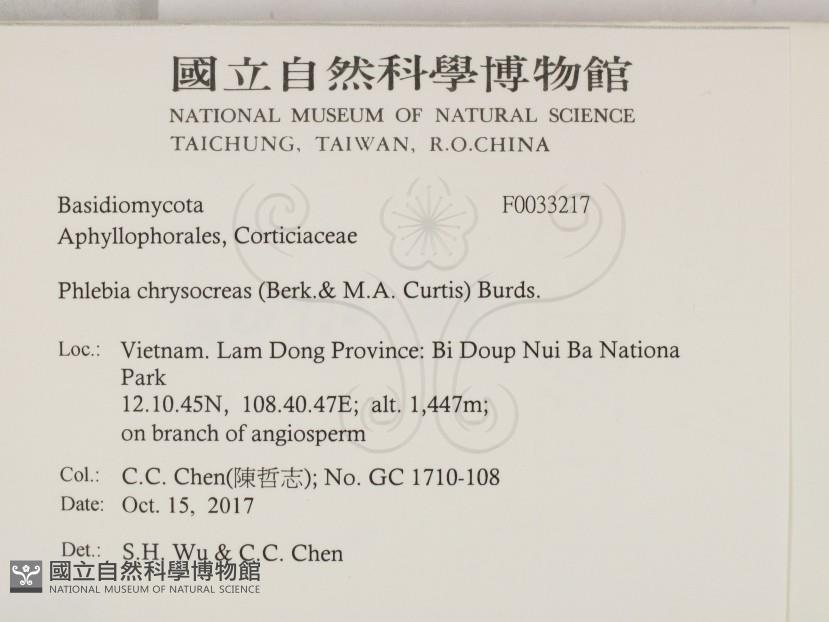 國立自然科學博物館
NATIONAL MUSEUM OF NATURAL SCIENCE
TAICHUNG, TAIWAN, R.O.CHINA
Basidiomycota F0033217
Aphyllophorales, Corticiaceae
Phlebia chrysocreas (Berk.& M.A. Curtis) Burds.
Loc.: Vietnam. Lam Dong Province: Bi Doup Nui Ba Nationa
Park
12.10.45N, 108.40.47E; alt. 1,447m;
on branch of angiosperm
Col.: C.C. Chen(陳哲志); No. GC 1710-108
Date: Oct. 15, 2017
Det.: S.H. Wu & C.C. Chen
國立自然科學博物館
NATIONAL MUSEUM OF NATURAL SCIENCE